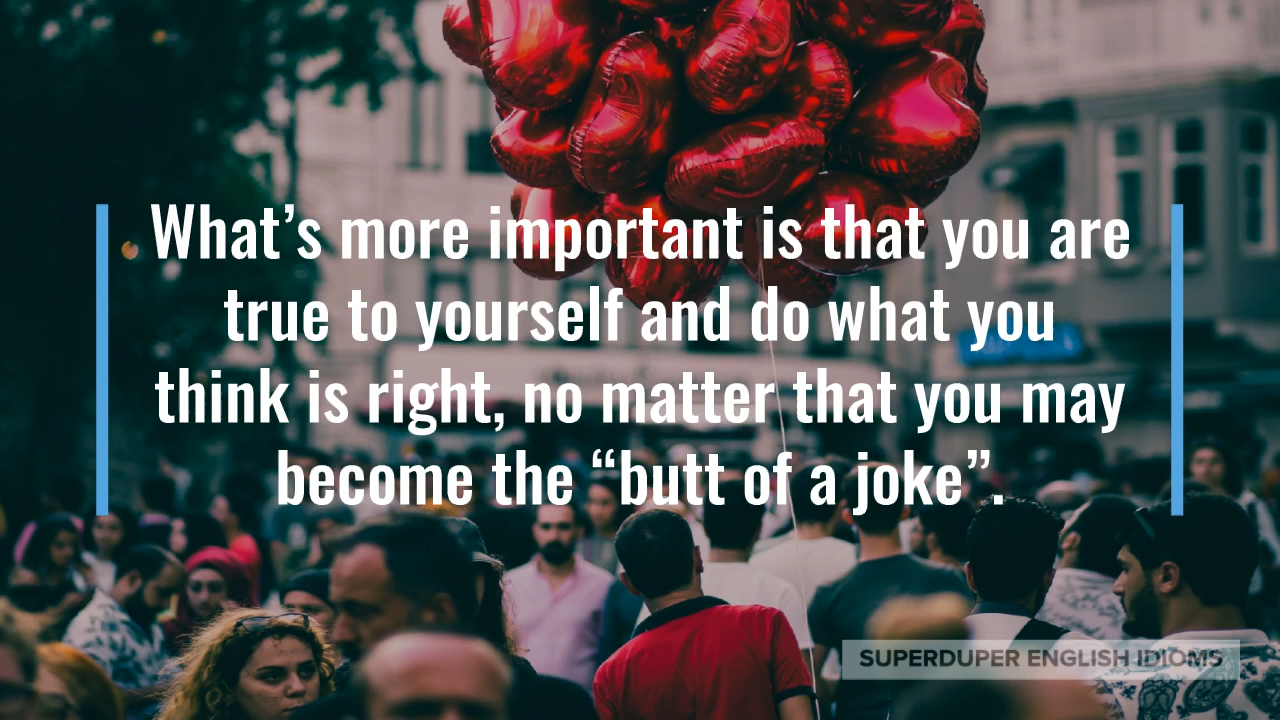 What’s more important is that you are
true to yourself and do what you
think is right, no matter that you may
become the “butt of a joke”.
SUPERDUPER ENGLISH IDIOMS